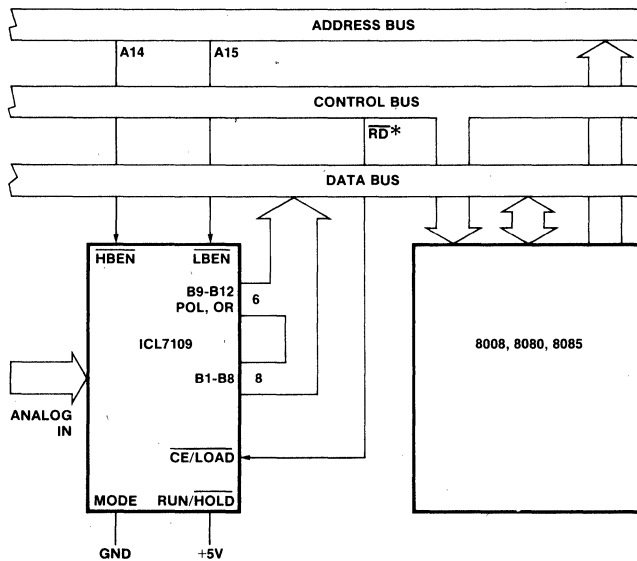 ADDRESS BUS
A14
A15
CONTROL BUS
RD*
DATA BUS
HBEN
LBEN
B9-B12
POL, OR
6
ICL7109
8008, 8080, 8085
B1-B8
8
ANALOG
IN
CE/LOAD
MODE
RUN/HOLD
GND
+5V